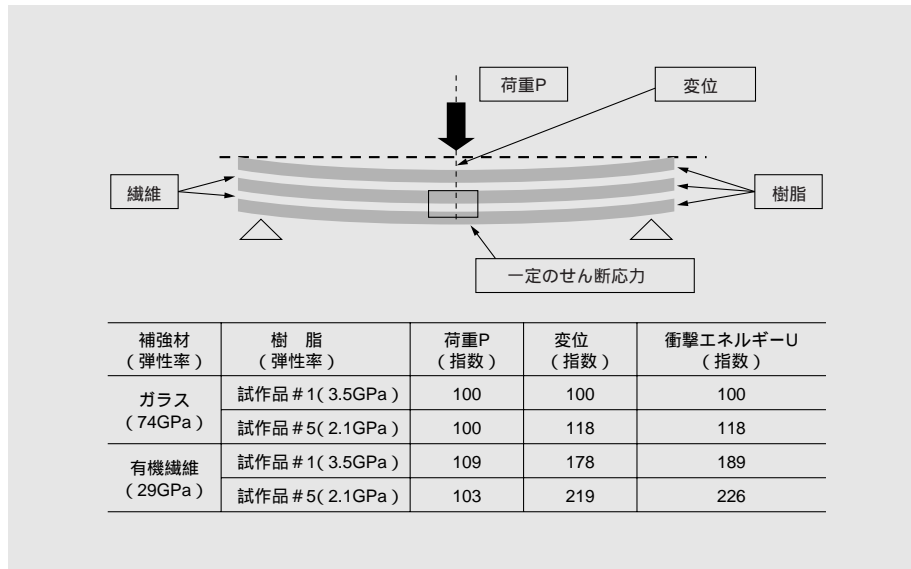 荷重P
変位
繊維
樹脂
一定のせん断応力
補強材
（弾性率）
樹　脂
（弾性率）
荷重P
（指数）
変位
（指数）
衝撃エネルギーU
（指数）
ガラス
（74GPa）
試作品＃1（3.5GPa）
100
100
100
試作品＃5（2.1GPa）
100
118
118
有機繊維
（29GPa）
試作品＃1（3.5GPa）
109
178
189
試作品＃5（2.1GPa）
103
219
226